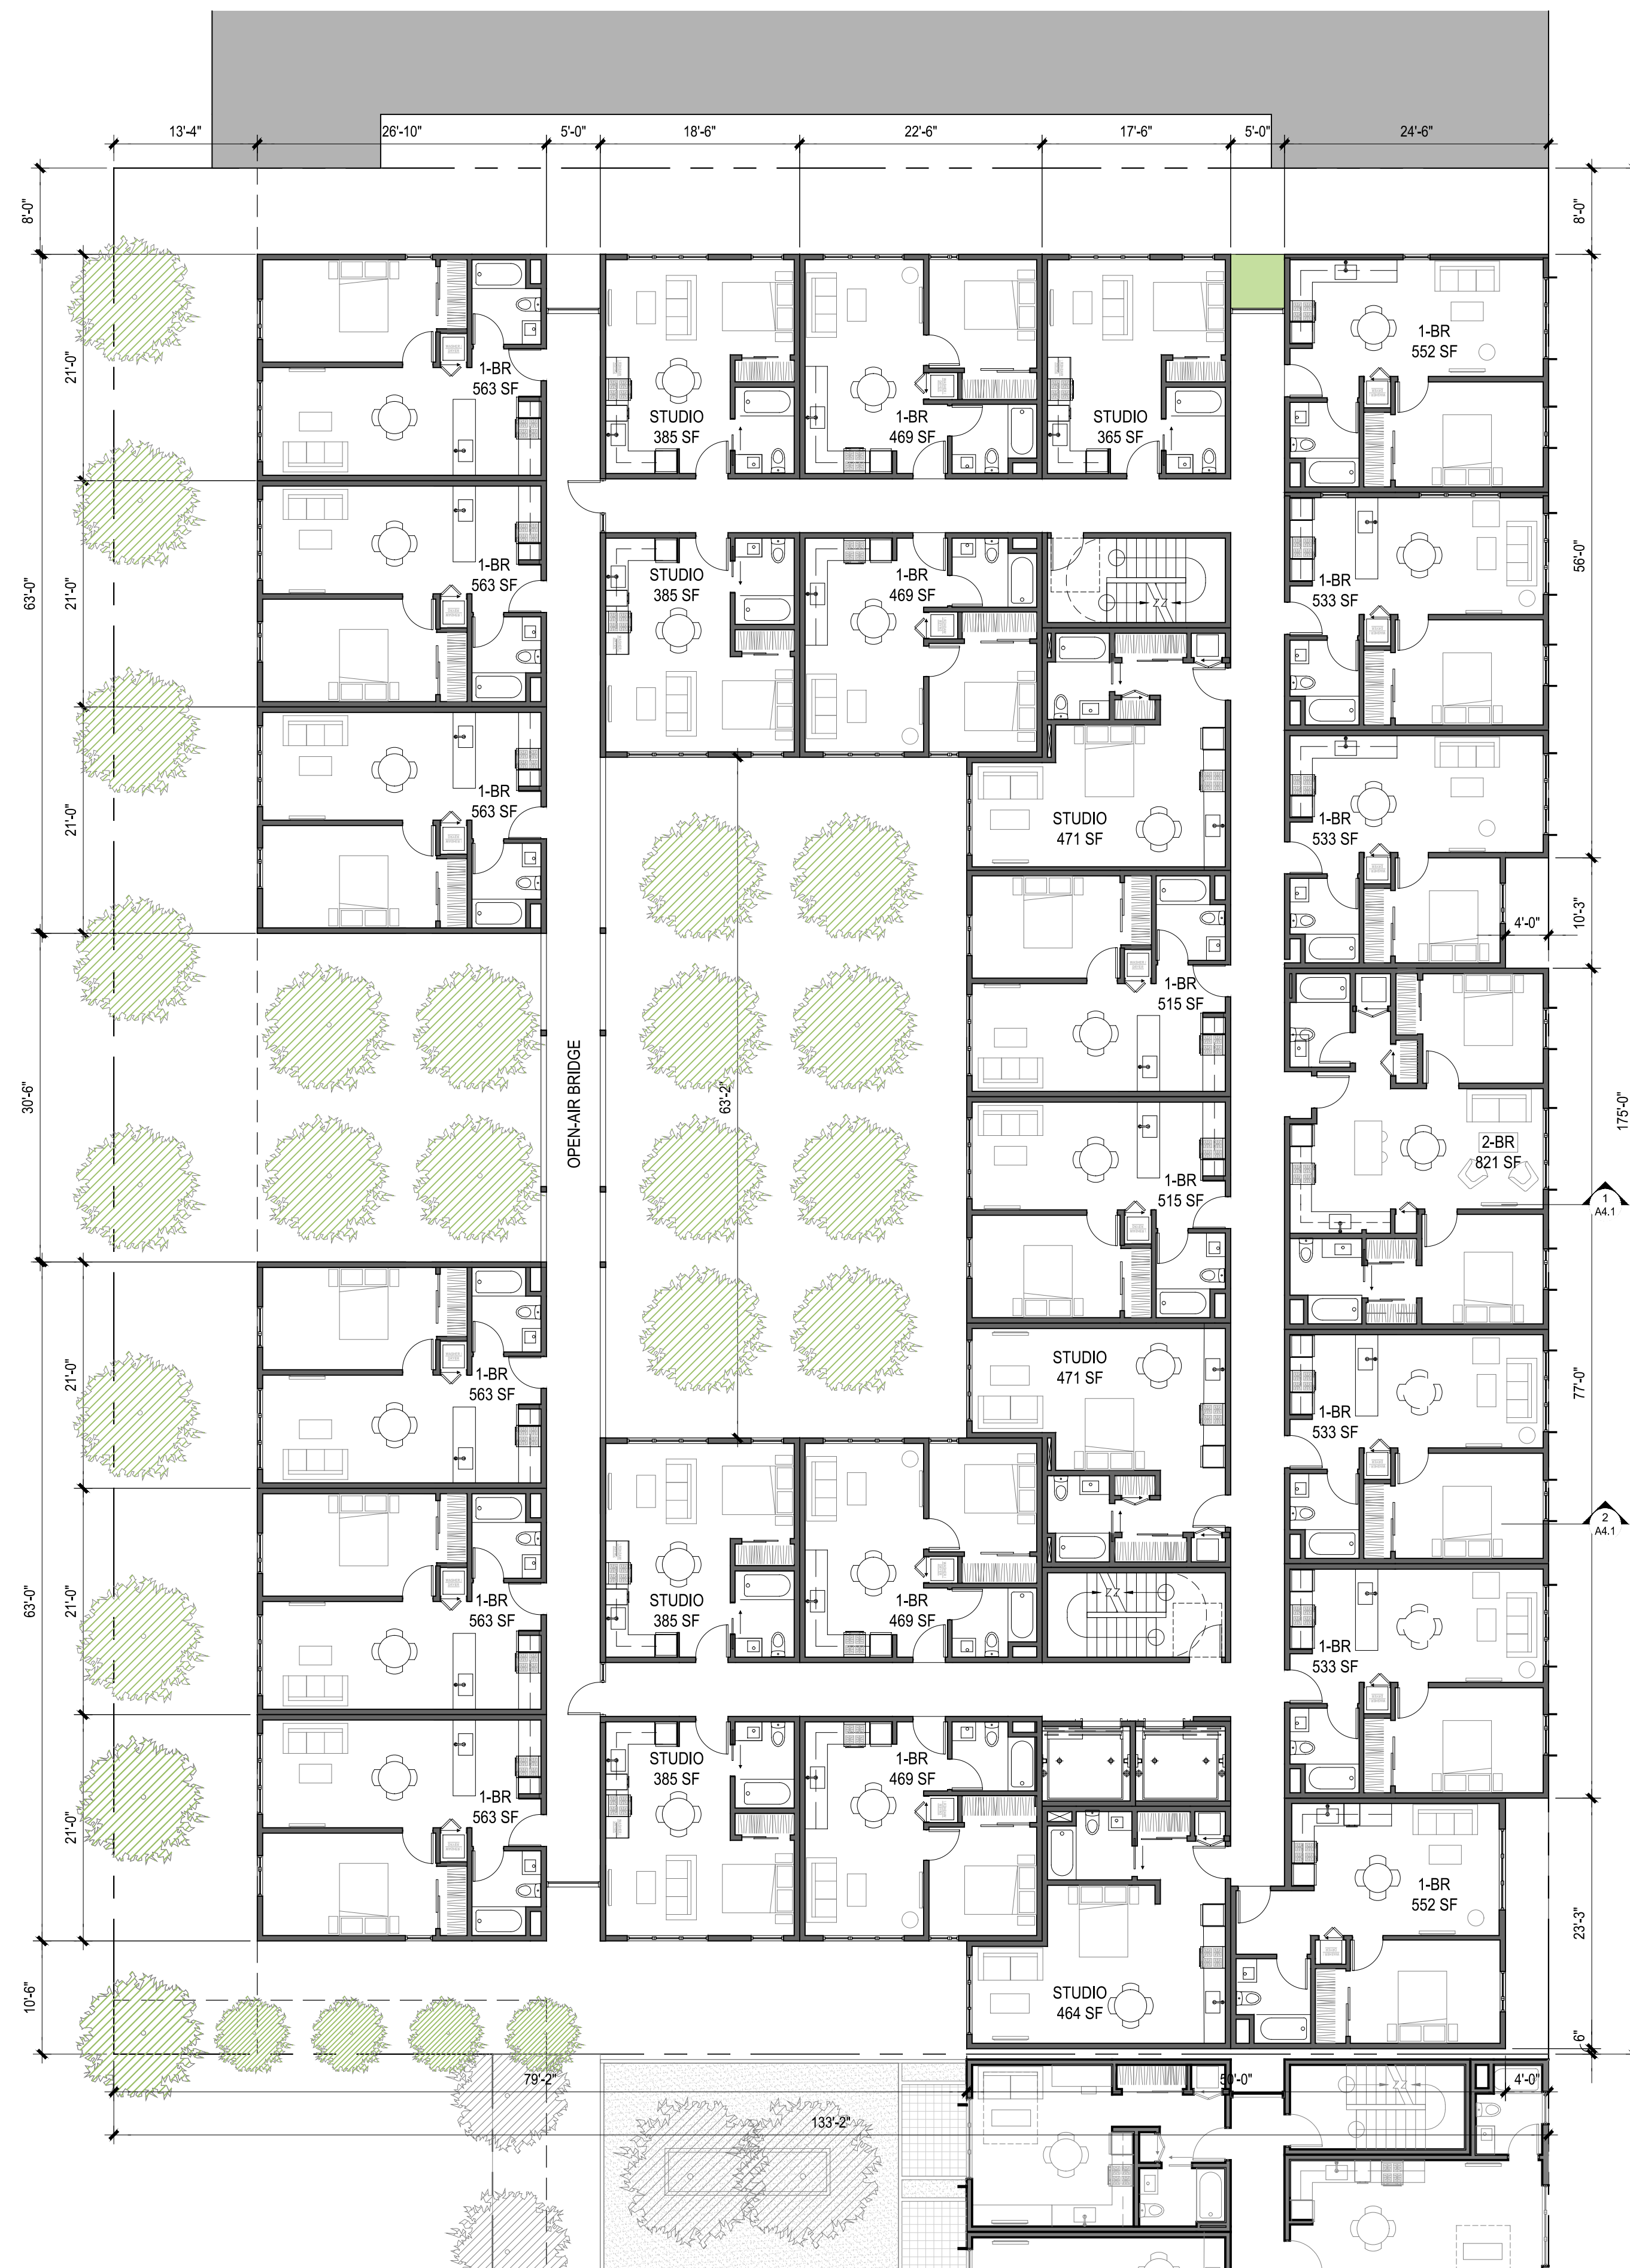 13'-4"
26'-10"
5'-0"
18'-6"
22'-6"
17'-6"
5'-0"
24'-6"
8'-0"
8'-0"
63'-0"
21'-0"
1-BR
563 SF
STUDIO
385 SF
1-BR
469 SF
STUDIO
365 SF
1-BR
552 SF
56'-0"
21'-0"
1-BR
563 SF
STUDIO
385 SF
1-BR
469 SF
1-BR
533 SF
21'-0"
1-BR
563 SF
STUDIO
471 SF
1-BR
533 SF
10'-3"
4'-0"
30'-6"
OPEN-AIR BRIDGE
63'-2"
1-BR
515 SF
1-BR
515 SF
2-BR
821 SF
175'-0"
1
A4.1
63'-0"
21'-0"
1-BR
563 SF
STUDIO
471 SF
1-BR
533 SF
77'-0"
2
A4.1
21'-0"
1-BR
563 SF
STUDIO
385 SF
1-BR
469 SF
1-BR
533 SF
21'-0"
1-BR
563 SF
STUDIO
385 SF
1-BR
469 SF
1-BR
552 SF
23'-3"
10'-6"
STUDIO
464 SF
6"
79'-2"
50'-0"
4'-0"
133'-2"